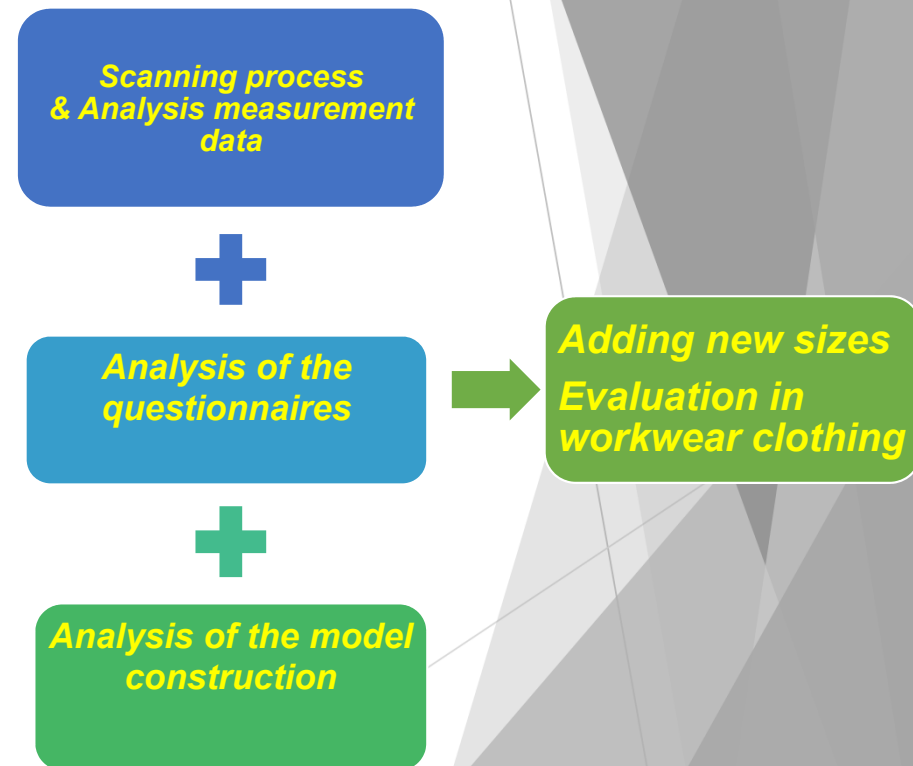 Scanning process
& Analysis measurement
data
Analysis of the
questionnaires
Analysis of the model
construction
Adding new sizes
Evaluation in
workwear clothing